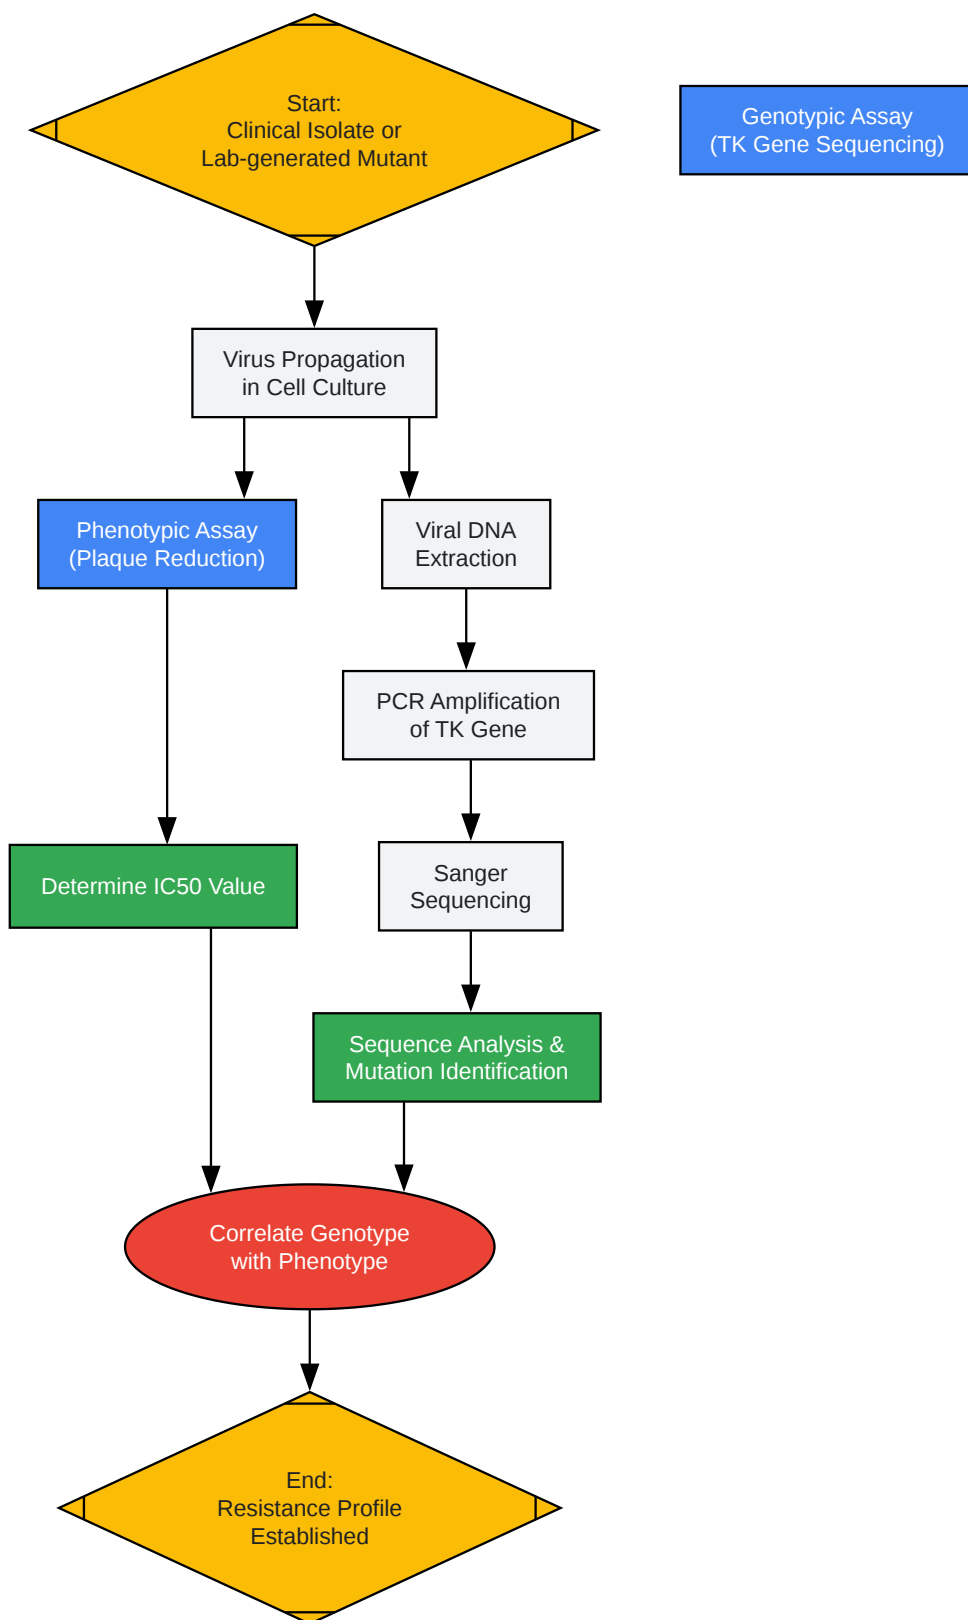 Start:
Clinical Isolate or
Lab-generated Mutant
Genotypic Assay
(TK Gene Sequencing)
Virus Propagation
in Cell Culture
Phenotypic Assay
(Plaque Reduction)
Viral DNA
Extraction
PCR Amplification
of TK Gene
Determine IC50 Value
Sanger
Sequencing
Sequence Analysis &
Mutation Identification
Correlate Genotype
with Phenotype
End:
Resistance Profile
Established